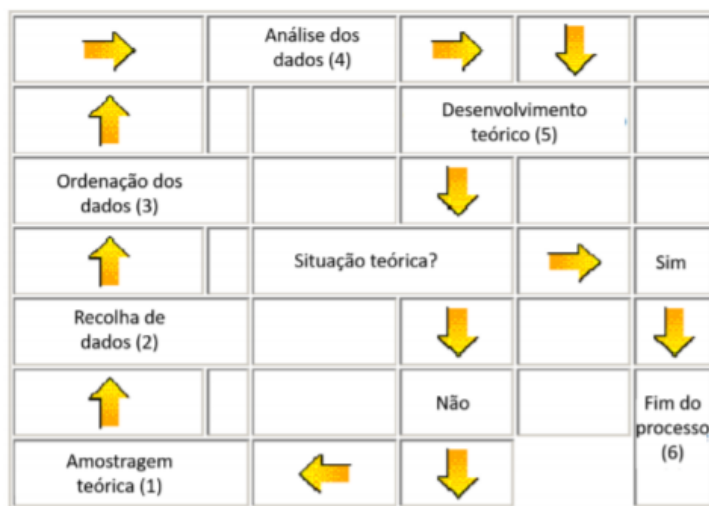 Análise dos
dados (4)
Desenvolvimento
teórico (5)
Ordenação dos
dados (3)
Situação teórica?
Sim
Recolha de
dados (2)
Não
Fim do
processo
(6)
Amostragem
teórica (1)